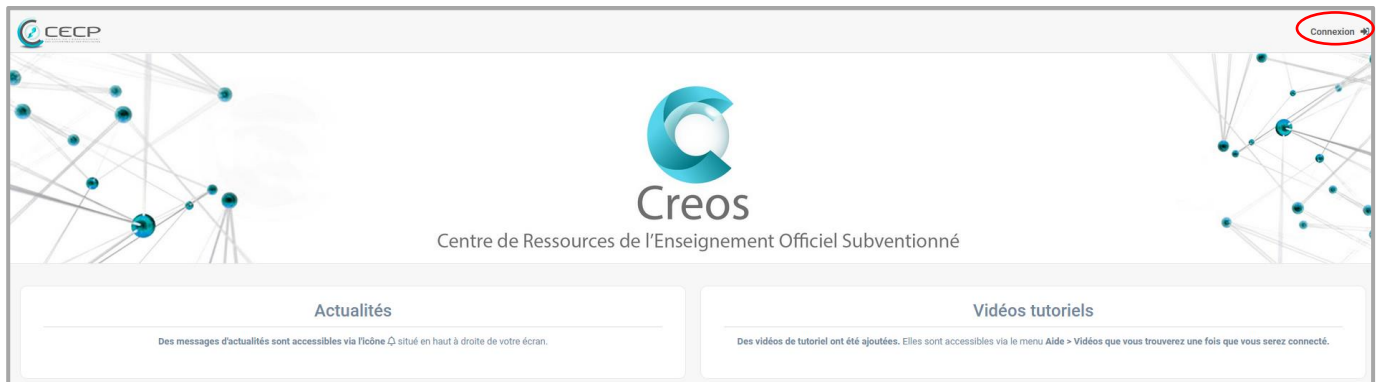 CECP
Connexion
Creos
Centre de Ressources de l'Enseignement Officiel Subventionné
Actualités
Des messages d'actualités sont accessibles via l'icône situé en haut à droite de votre écran.
Vidéos tutoriels
Des vidéos de tutoriel ont été ajoutées. Elles sont accessibles via le menu Aide > Vidéos que vous trouverez une fois que vous serez connecté.